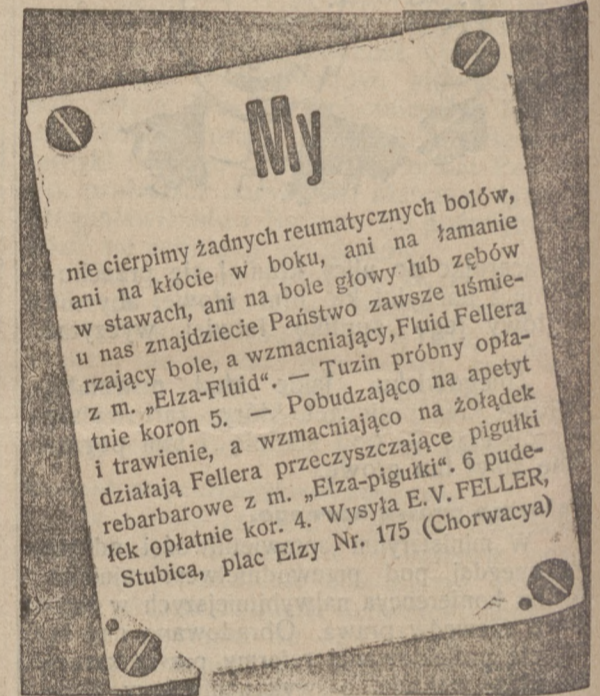 My
nie cierpimy żadnych reumatycznych bolów,
ani na kłócie w boku, ani na łamanie
w stawach, ani na bole głowy lub zębów
u nas znajdziecie Państwo zawsze uśmie-
rzający bole, a wzmacniający, Fluid Fellera
z m. „Elza-Fluid“. — Tuzin próbny opła-
tnie koron 5. — Pobudzająco na apetyt
i trawienie, a wzmacniająco na żołądek
działają Fellera przeczyszczające pigułki
rebarbarowe z m. „Elza-pigułki“. 6 pude-
łek opłatnie kor. 4. Wysyła E. V. FELLER,
Stubica, plac Elzy Nr. 175 (Chorwacya)